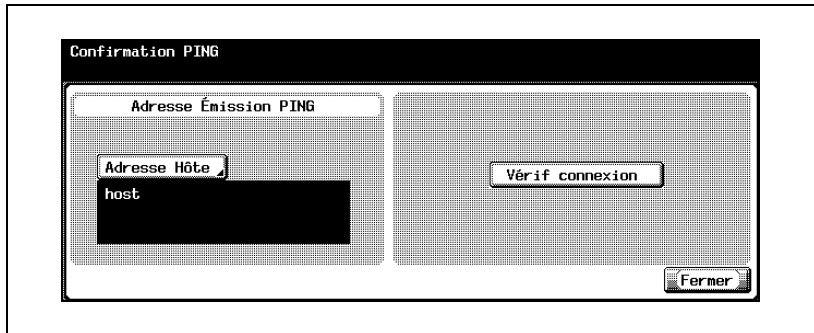 Confirmation PING
Adresse Émission PING
Adresse Hôte
host
Vérif connexion
Fermer